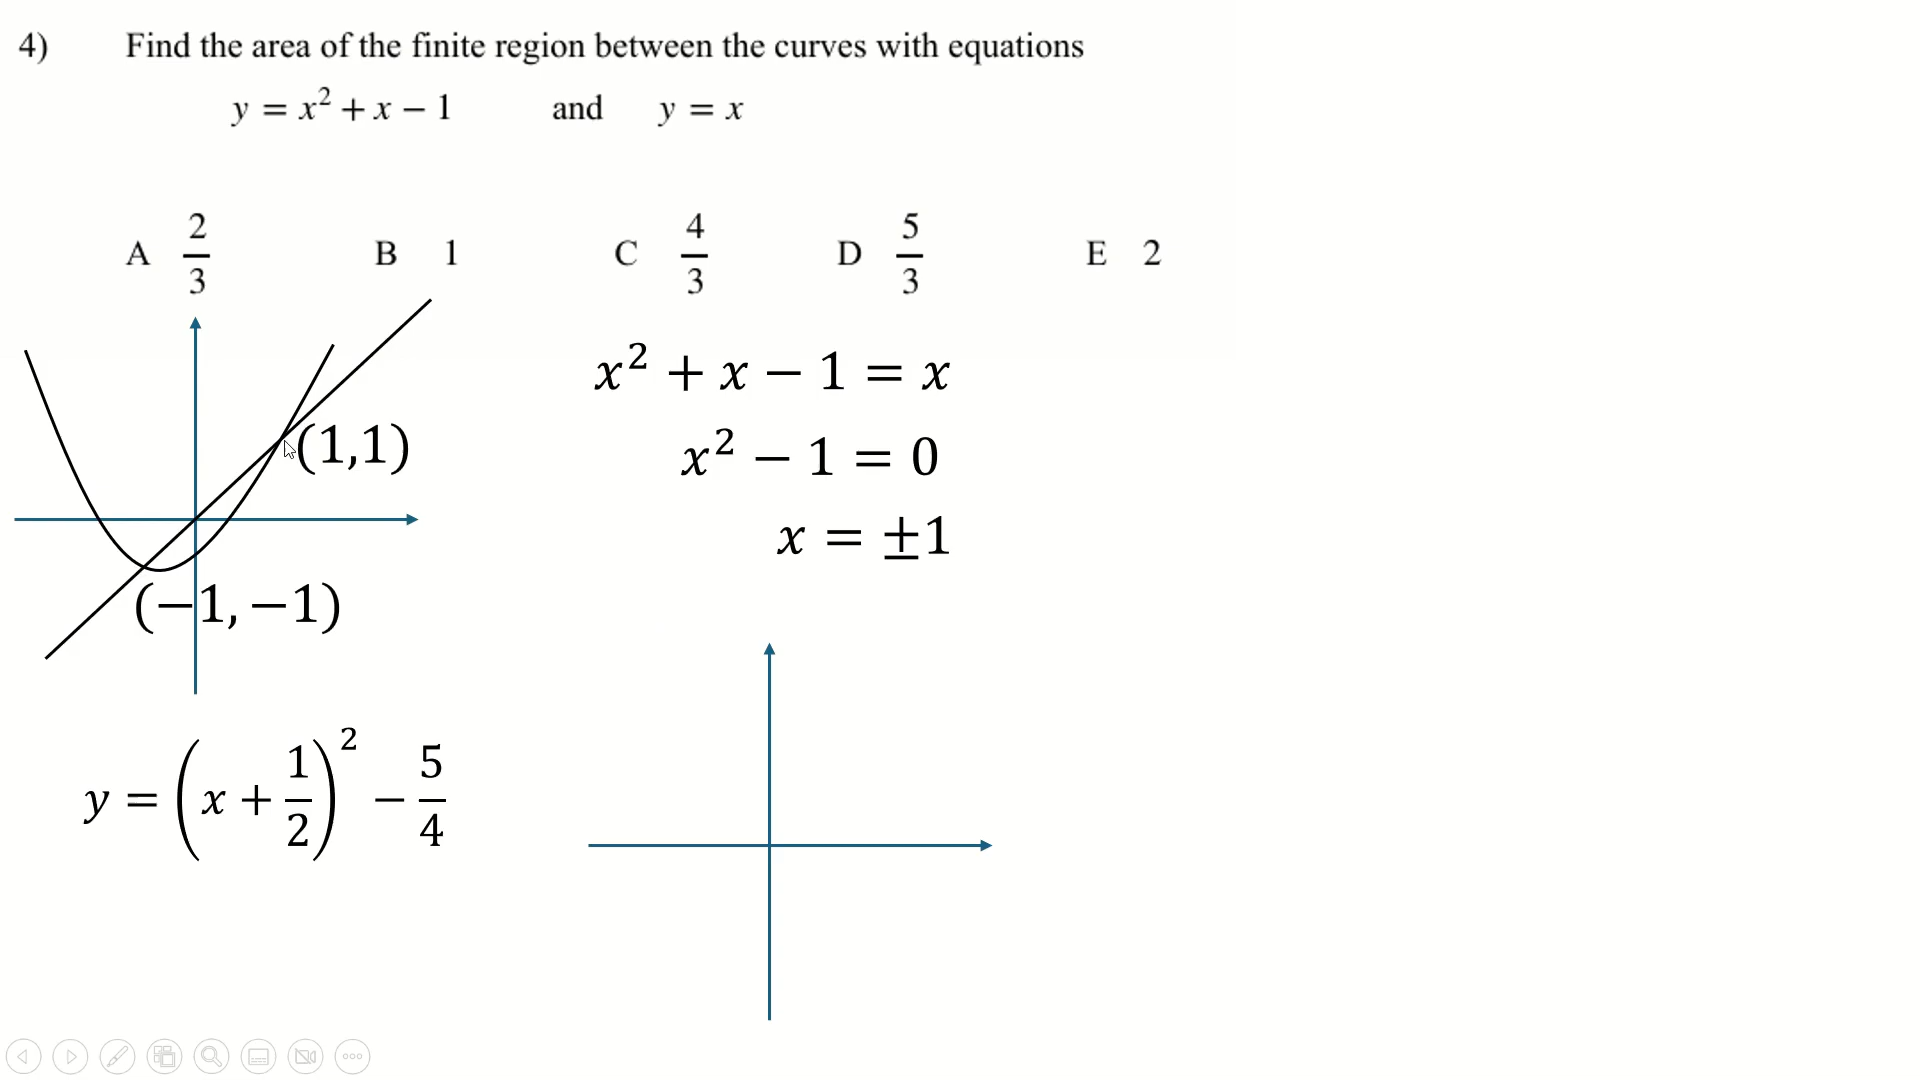 4) Find the area of the finite region between the curves with equations
y = x² + x − 1 and y = x
A 2/3 B 1 C 4/3 D 5/3 E 2
x² + x − 1 = x
(1,1)
x² − 1 = 0
x = ±1
(−1, −1)
y = (x + 1/2)² − 5/4